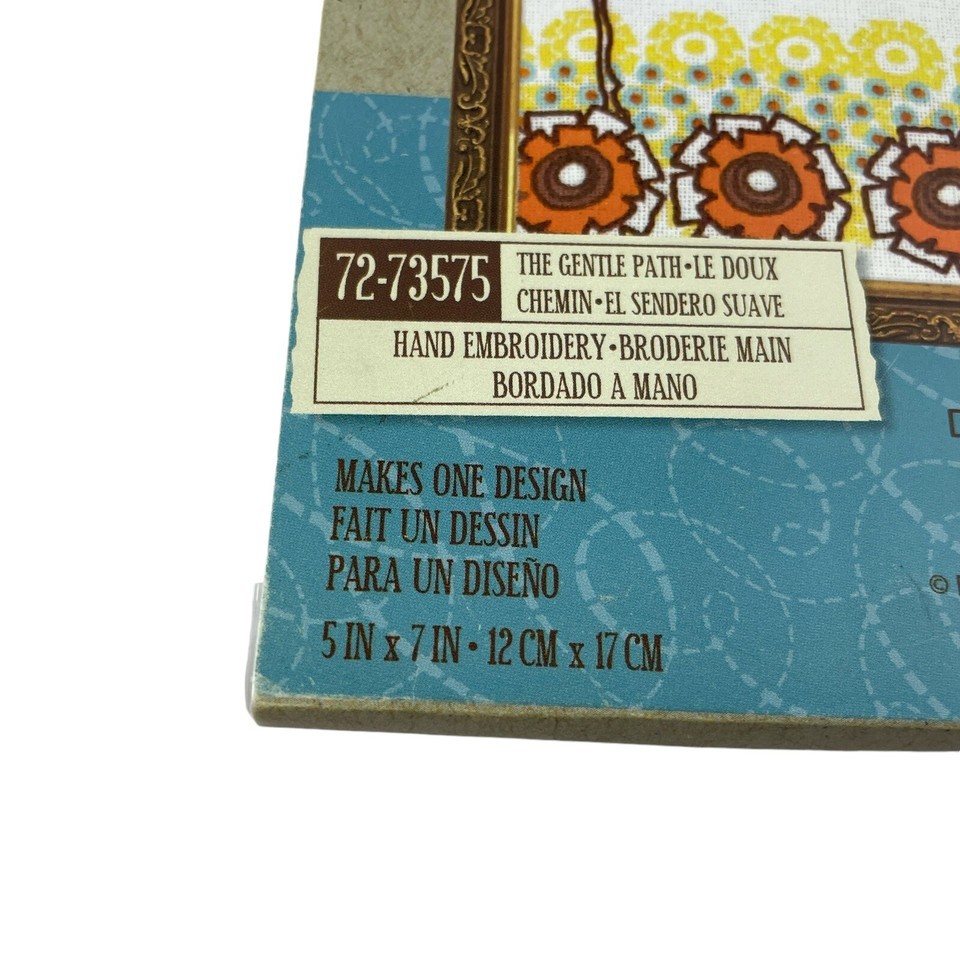 72-73575
THE GENTLE PATH•LE DOUX
CHEMIN•EL SENDERO SUAVE
HAND EMBROIDERY•BRODERIE MAIN
BORDADO A MANO
MAKES ONE DESIGN
FAIT UN DESSIN
PARA UN DISEÑO
5 IN x 7 IN • 12 CM x 17 CM
©